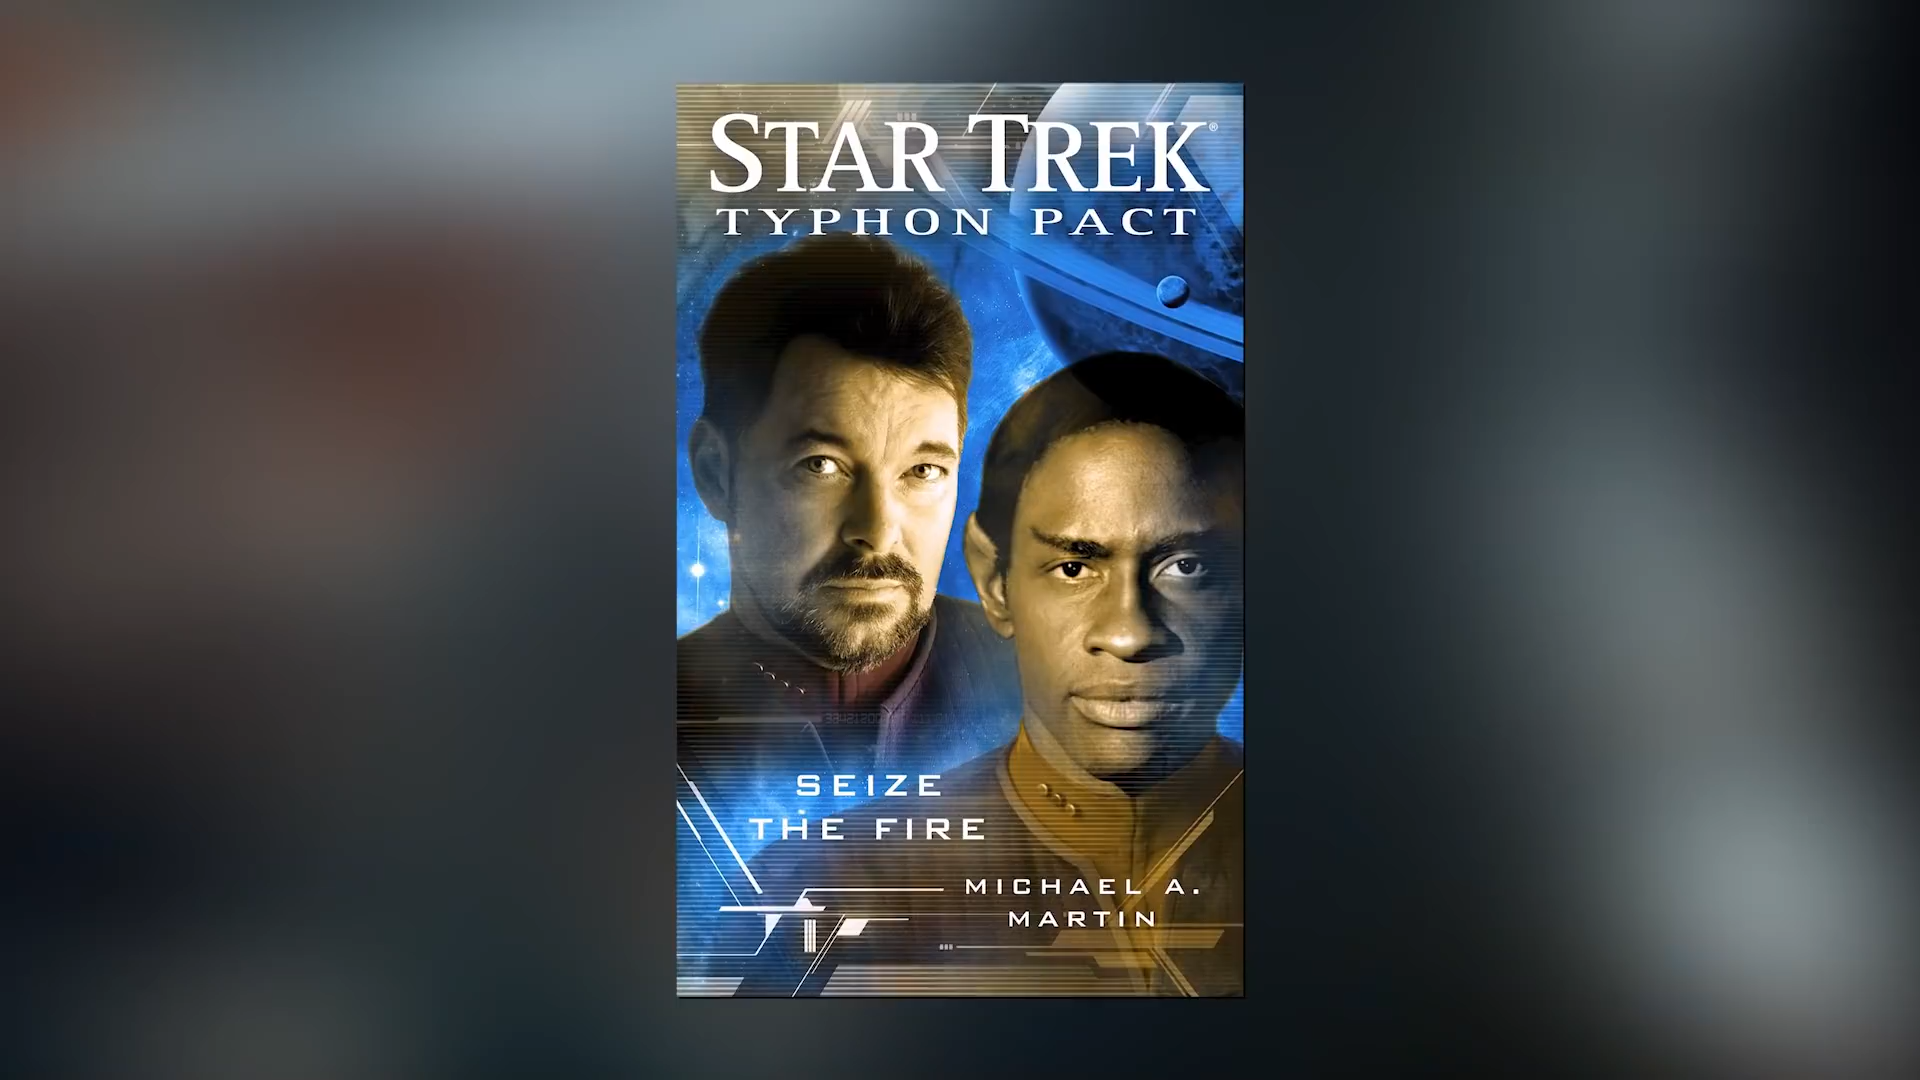 STAR TREK®
TYPHON PACT
SEIZE
THE FIRE
MICHAEL A.
MARTIN